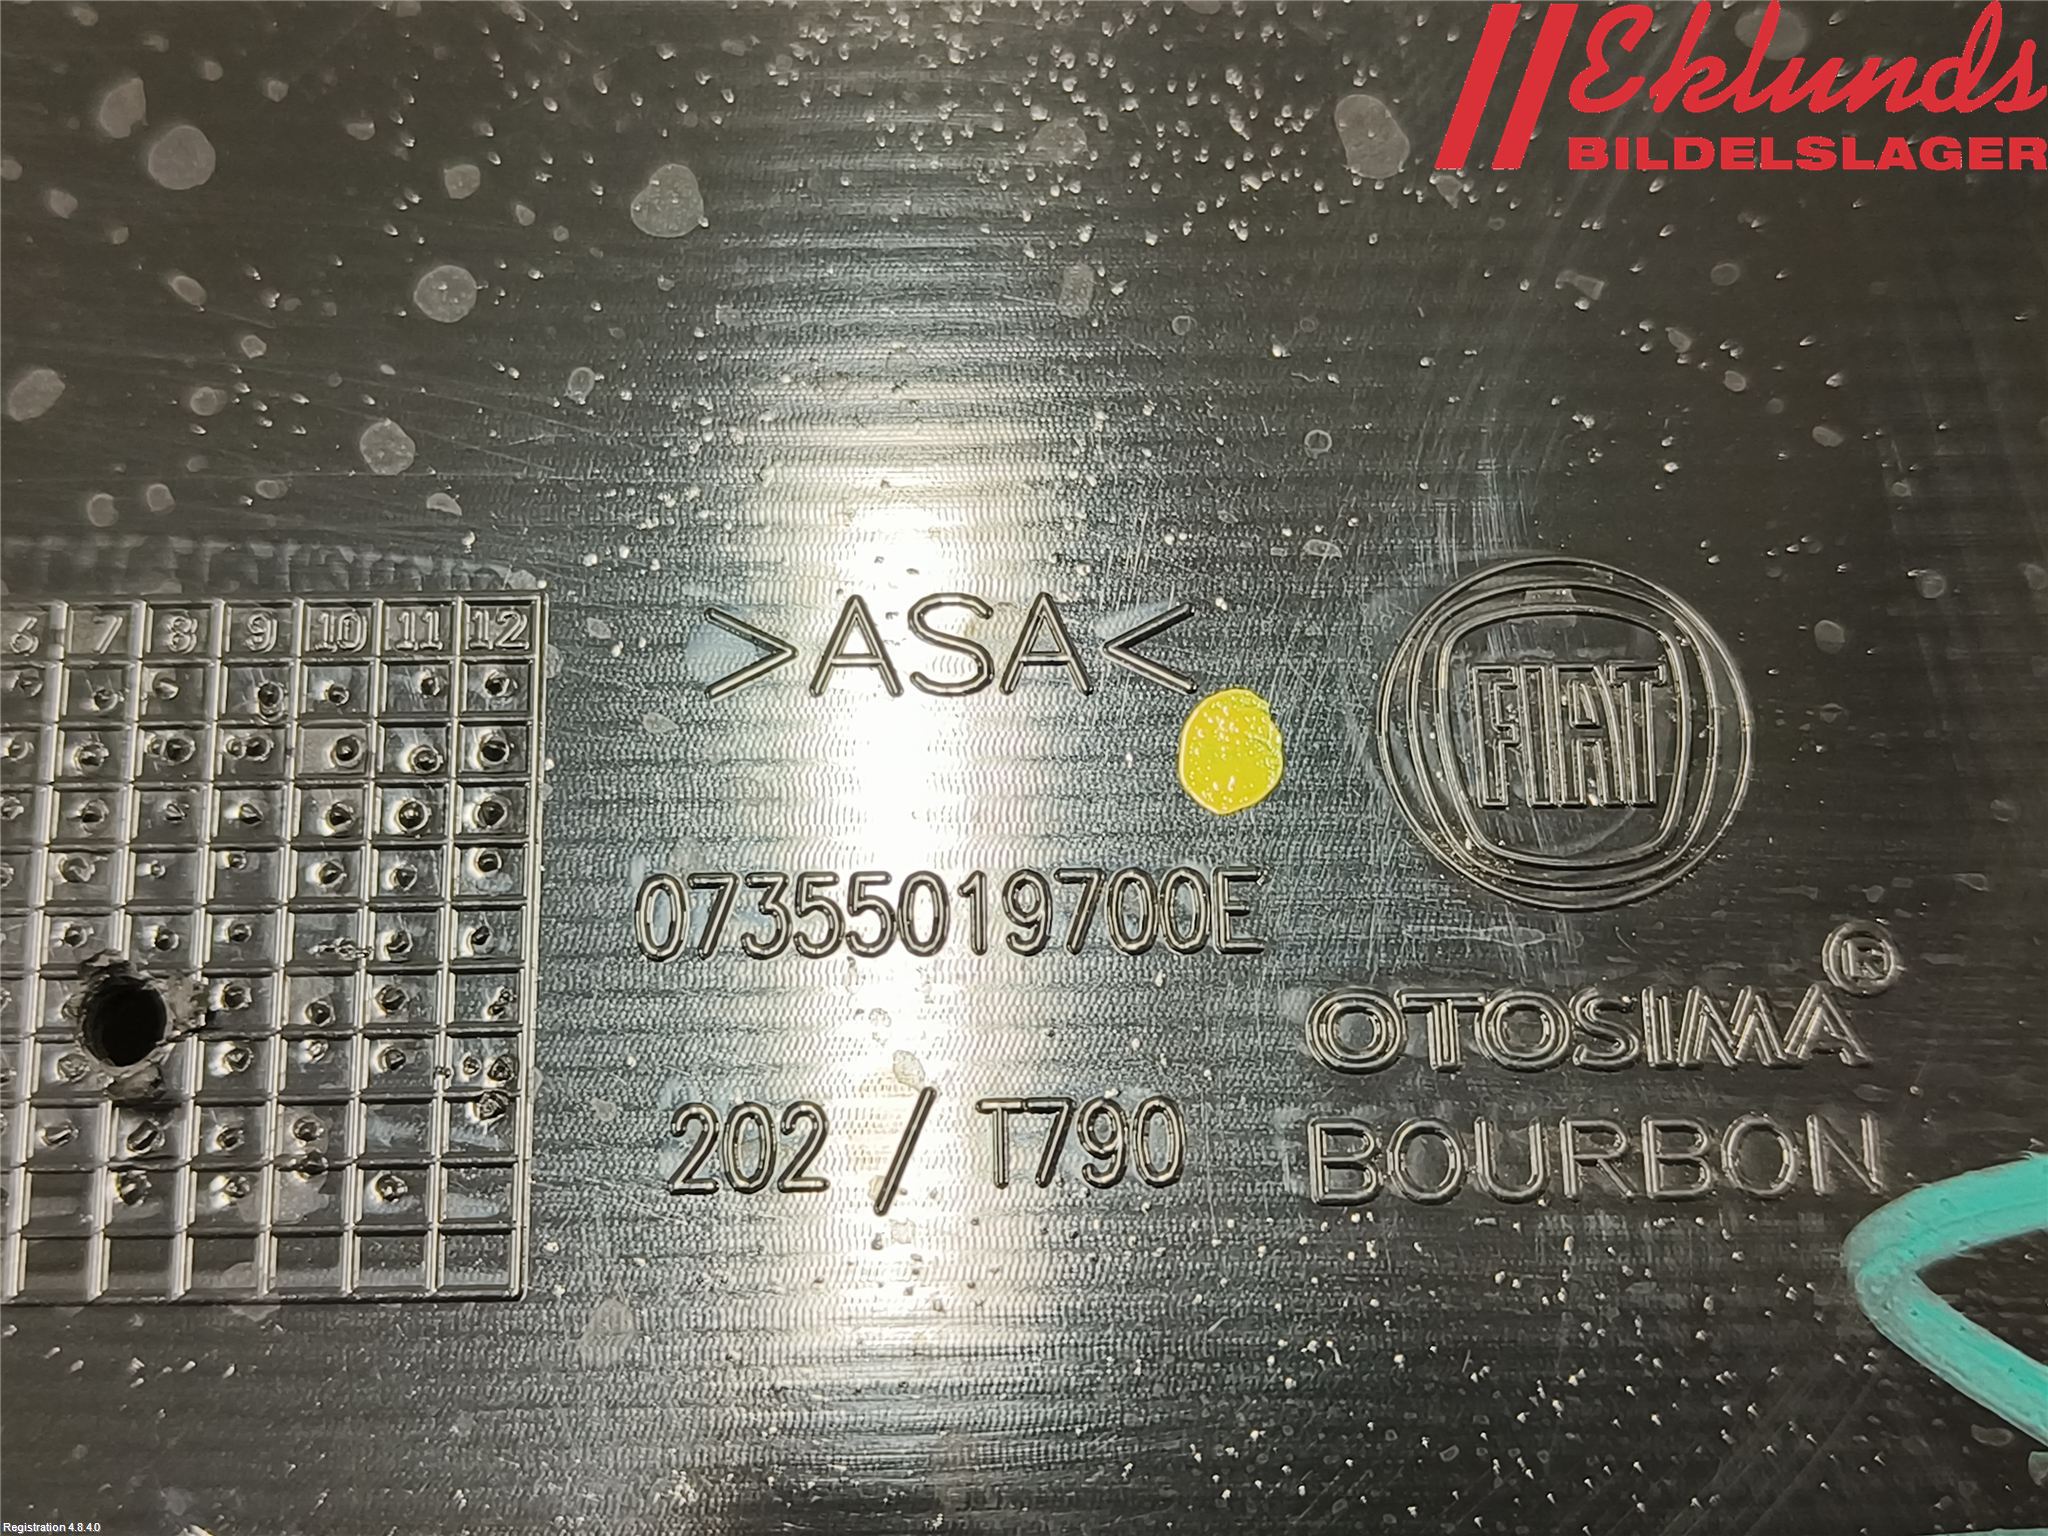 Eklunds
BILDELSLAGER
6 7 8 9 10 11 12
>ASA<
FIAT
07355019700E
OTOSIMA®
202 / T790
BOURBON
Registration 4.8.4.0